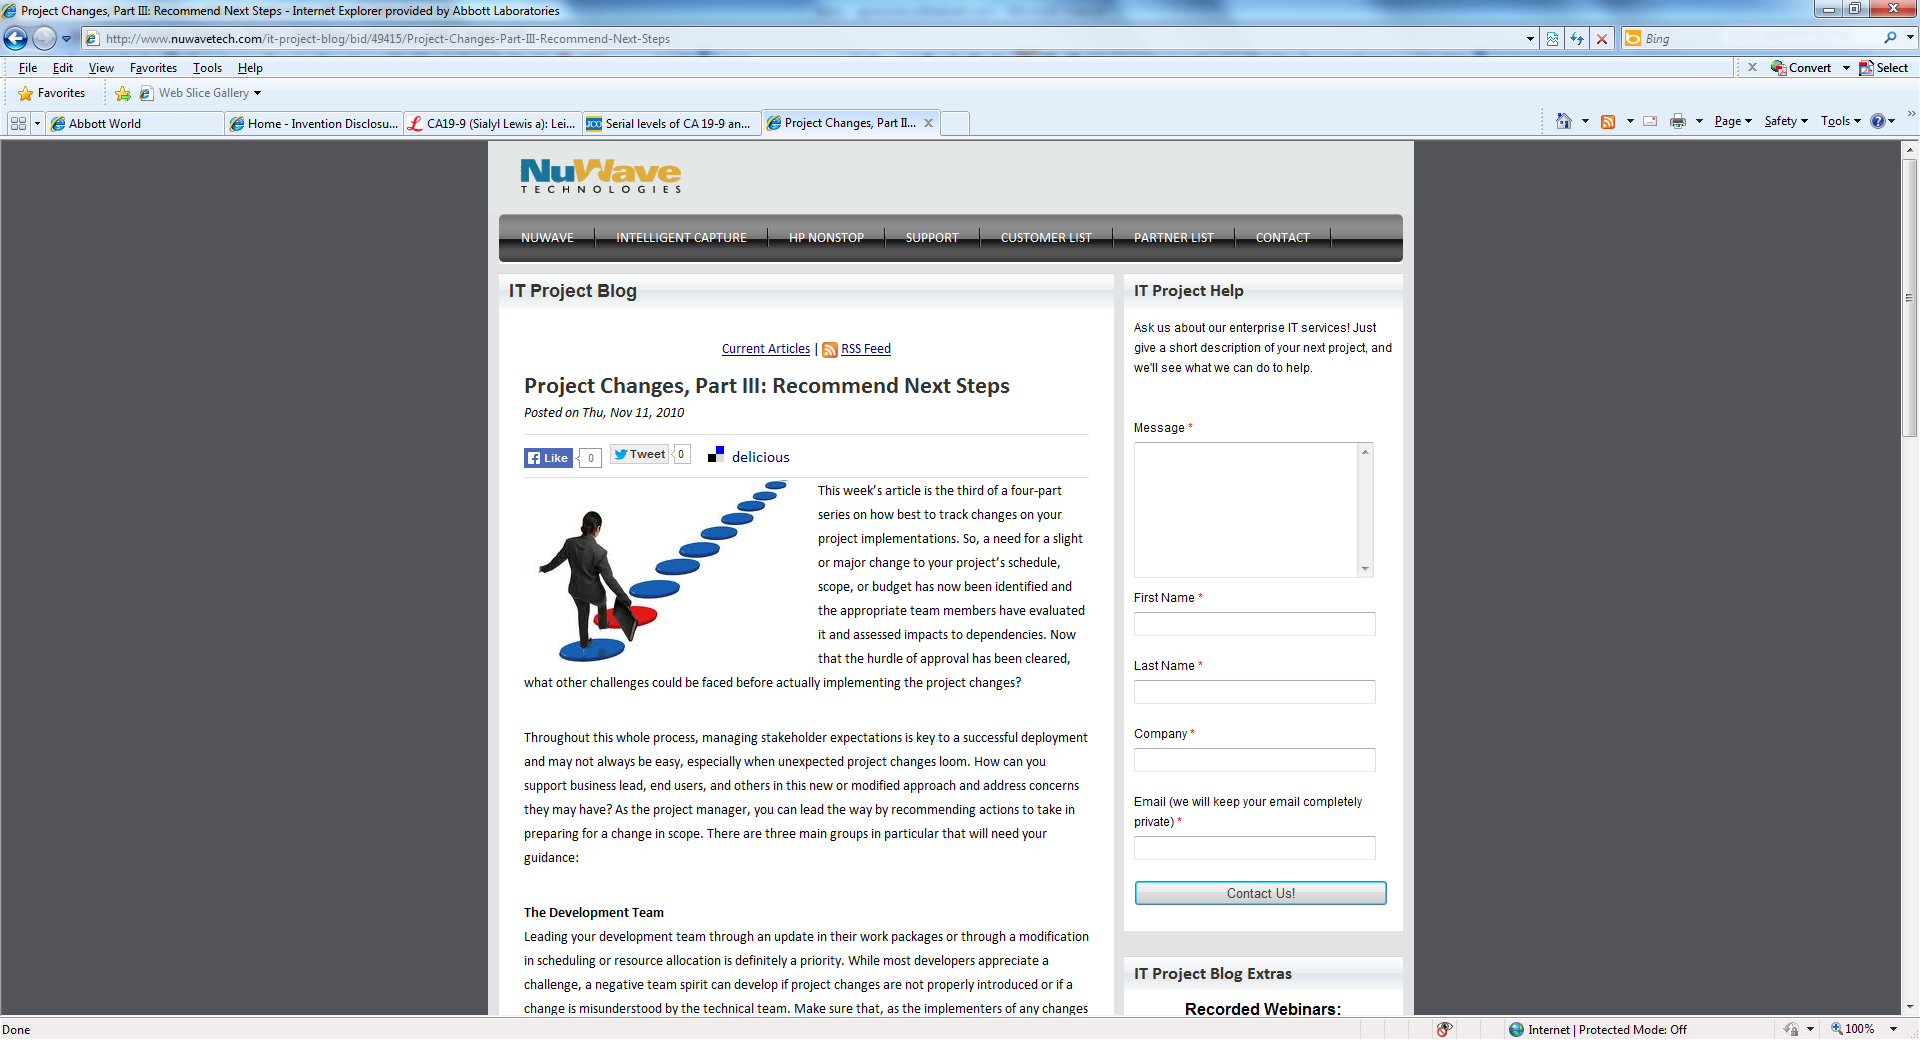 Project Changes, Part III: Recommend Next Steps - Internet Explorer provided by Abbott Laboratories
http://www.nuwavetech.com/it-project-blog/bid/49415/Project-Changes-Part-III-Recommend-Next-Steps
Bing
File Edit View Favorites Tools Help
Convert Select
Favorites Web Slice Gallery
Abbott World
Home - Invention Disclosu...
CA19-9 (Sialyl Lewis a): Lei...
JCO Serial levels of CA 19-9 an...
Project Changes, Part II...
Page Safety Tools
NuWave
TECHNOLOGIES
NUWAVE INTELLIGENT CAPTURE HP NONSTOP SUPPORT CUSTOMER LIST PARTNER LIST CONTACT
IT Project Blog
Current Articles | RSS Feed
Project Changes, Part III: Recommend Next Steps
Posted on Thu, Nov 11, 2010
Like 0 Tweet 0 delicious
This week's article is the third of a four-part
series on how best to track changes on your
project implementations. So, a need for a slight
or major change to your project's schedule,
scope, or budget has now been identified and
the appropriate team members have evaluated
it and assessed impacts to dependencies. Now
that the hurdle of approval has been cleared,
what other challenges could be faced before actually implementing the project changes?
Throughout this whole process, managing stakeholder expectations is key to a successful deployment
and may not always be easy, especially when unexpected project changes loom. How can you
support business lead, end users, and others in this new or modified approach and address concerns
they may have? As the project manager, you can lead the way by recommending actions to take in
preparing for a change in scope. There are three main groups in particular that will need your
guidance:
The Development Team
Leading your development team through an update in their work packages or through a modification
in scheduling or resource allocation is definitely a priority. While most developers appreciate a
challenge, a negative team spirit can develop if project changes are not properly introduced or if a
change is misunderstood by the technical team. Make sure that, as the implementers of any changes
IT Project Help
Ask us about our enterprise IT services! Just
give a short description of your next project, and
we'll see what we can do to help.
Message *
First Name *
Last Name *
Company *
Email (we will keep your email completely
private) *
Contact Us!
IT Project Blog Extras
Recorded Webinars:
Done
Internet | Protected Mode: Off
100%